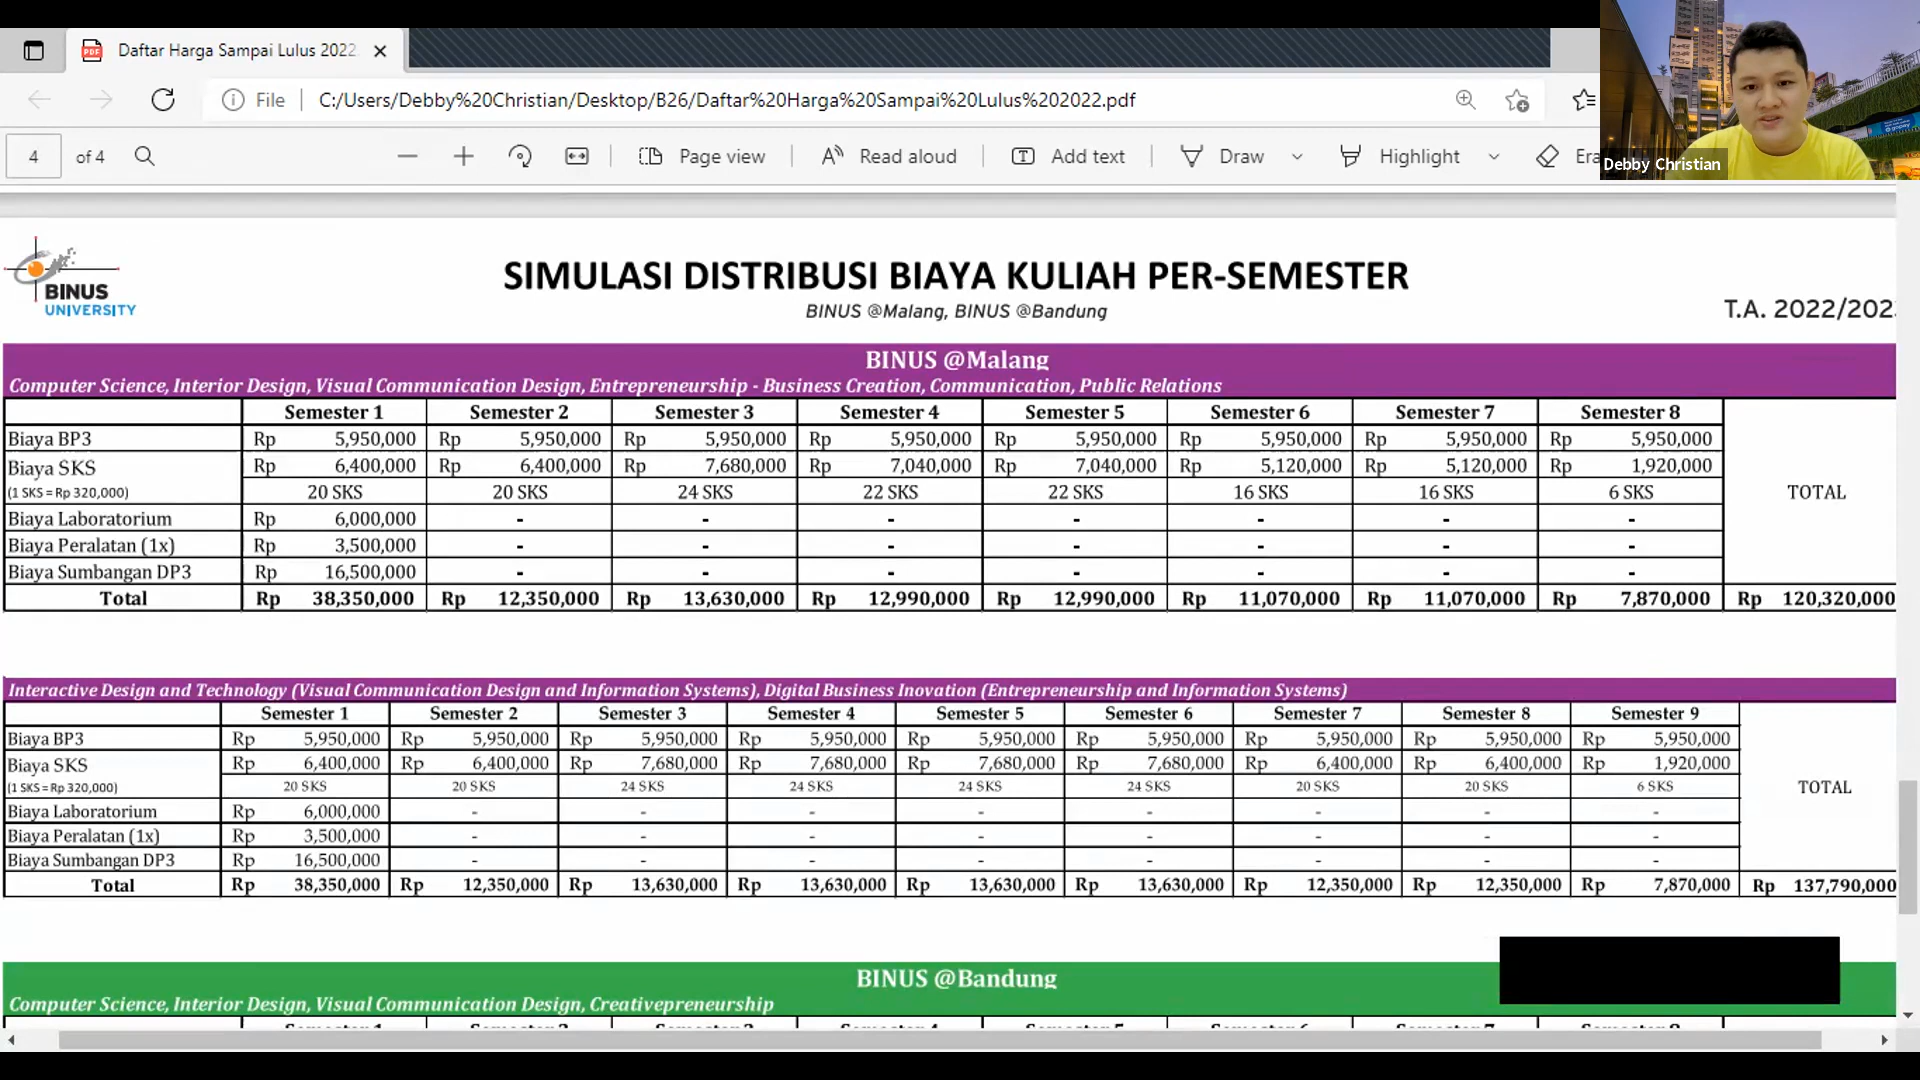 Daftar Harga Sampai Lulus 2022
File
C:/Users/Debby%20Christian/Desktop/B26/Daftar%20Harga%20Sampai%20Lulus%202022.pdf
4 of 4
Page view
Read aloud
Add text
Draw
Highlight
Era
Debby Christian
BINUS
UNIVERSITY
SIMULASI DISTRIBUSI BIAYA KULIAH PER-SEMESTER
BINUS @Malang, BINUS @Bandung
T.A. 2022/202
BINUS @Malang
Computer Science, Interior Design, Visual Communication Design, Entrepreneurship - Business Creation, Communication, Public Relations
Semester 1 Semester 2 Semester 3 Semester 4 Semester 5 Semester 6 Semester 7 Semester 8
Biaya BP3 Rp 5,950,000 Rp 5,950,000 Rp 5,950,000 Rp 5,950,000 Rp 5,950,000 Rp 5,950,000 Rp 5,950,000 Rp 5,950,000
Biaya SKS Rp 6,400,000 Rp 6,400,000 Rp 7,680,000 Rp 7,040,000 Rp 7,040,000 Rp 5,120,000 Rp 5,120,000 Rp 1,920,000
(1 SKS = Rp 320,000) 20 SKS 20 SKS 24 SKS 22 SKS 22 SKS 16 SKS 16 SKS 6 SKS TOTAL
Biaya Laboratorium Rp 6,000,000 - - - - - - -
Biaya Peralatan (1x) Rp 3,500,000 - - - - - - -
Biaya Sumbangan DP3 Rp 16,500,000 - - - - - - -
Total Rp 38,350,000 Rp 12,350,000 Rp 13,630,000 Rp 12,990,000 Rp 12,990,000 Rp 11,070,000 Rp 11,070,000 Rp 7,870,000 Rp 120,320,000
Interactive Design and Technology (Visual Communication Design and Information Systems), Digital Business Inovation (Entrepreneurship and Information Systems)
Semester 1 Semester 2 Semester 3 Semester 4 Semester 5 Semester 6 Semester 7 Semester 8 Semester 9
Biaya BP3 Rp 5,950,000 Rp 5,950,000 Rp 5,950,000 Rp 5,950,000 Rp 5,950,000 Rp 5,950,000 Rp 5,950,000 Rp 5,950,000 Rp 5,950,000
Biaya SKS Rp 6,400,000 Rp 6,400,000 Rp 7,680,000 Rp 7,680,000 Rp 7,680,000 Rp 7,680,000 Rp 6,400,000 Rp 6,400,000 Rp 1,920,000
(1 SKS = Rp 320,000) 20 SKS 20 SKS 24 SKS 24 SKS 24 SKS 24 SKS 20 SKS 20 SKS 6 SKS TOTAL
Biaya Laboratorium Rp 6,000,000 - - - - - - - -
Biaya Peralatan (1x) Rp 3,500,000 - - - - - - - -
Biaya Sumbangan DP3 Rp 16,500,000 - - - - - - - -
Total Rp 38,350,000 Rp 12,350,000 Rp 13,630,000 Rp 13,630,000 Rp 13,630,000 Rp 13,630,000 Rp 12,350,000 Rp 12,350,000 Rp 7,870,000 Rp 137,790,000
BINUS @Bandung
Computer Science, Interior Design, Visual Communication Design, Creativepreneurship